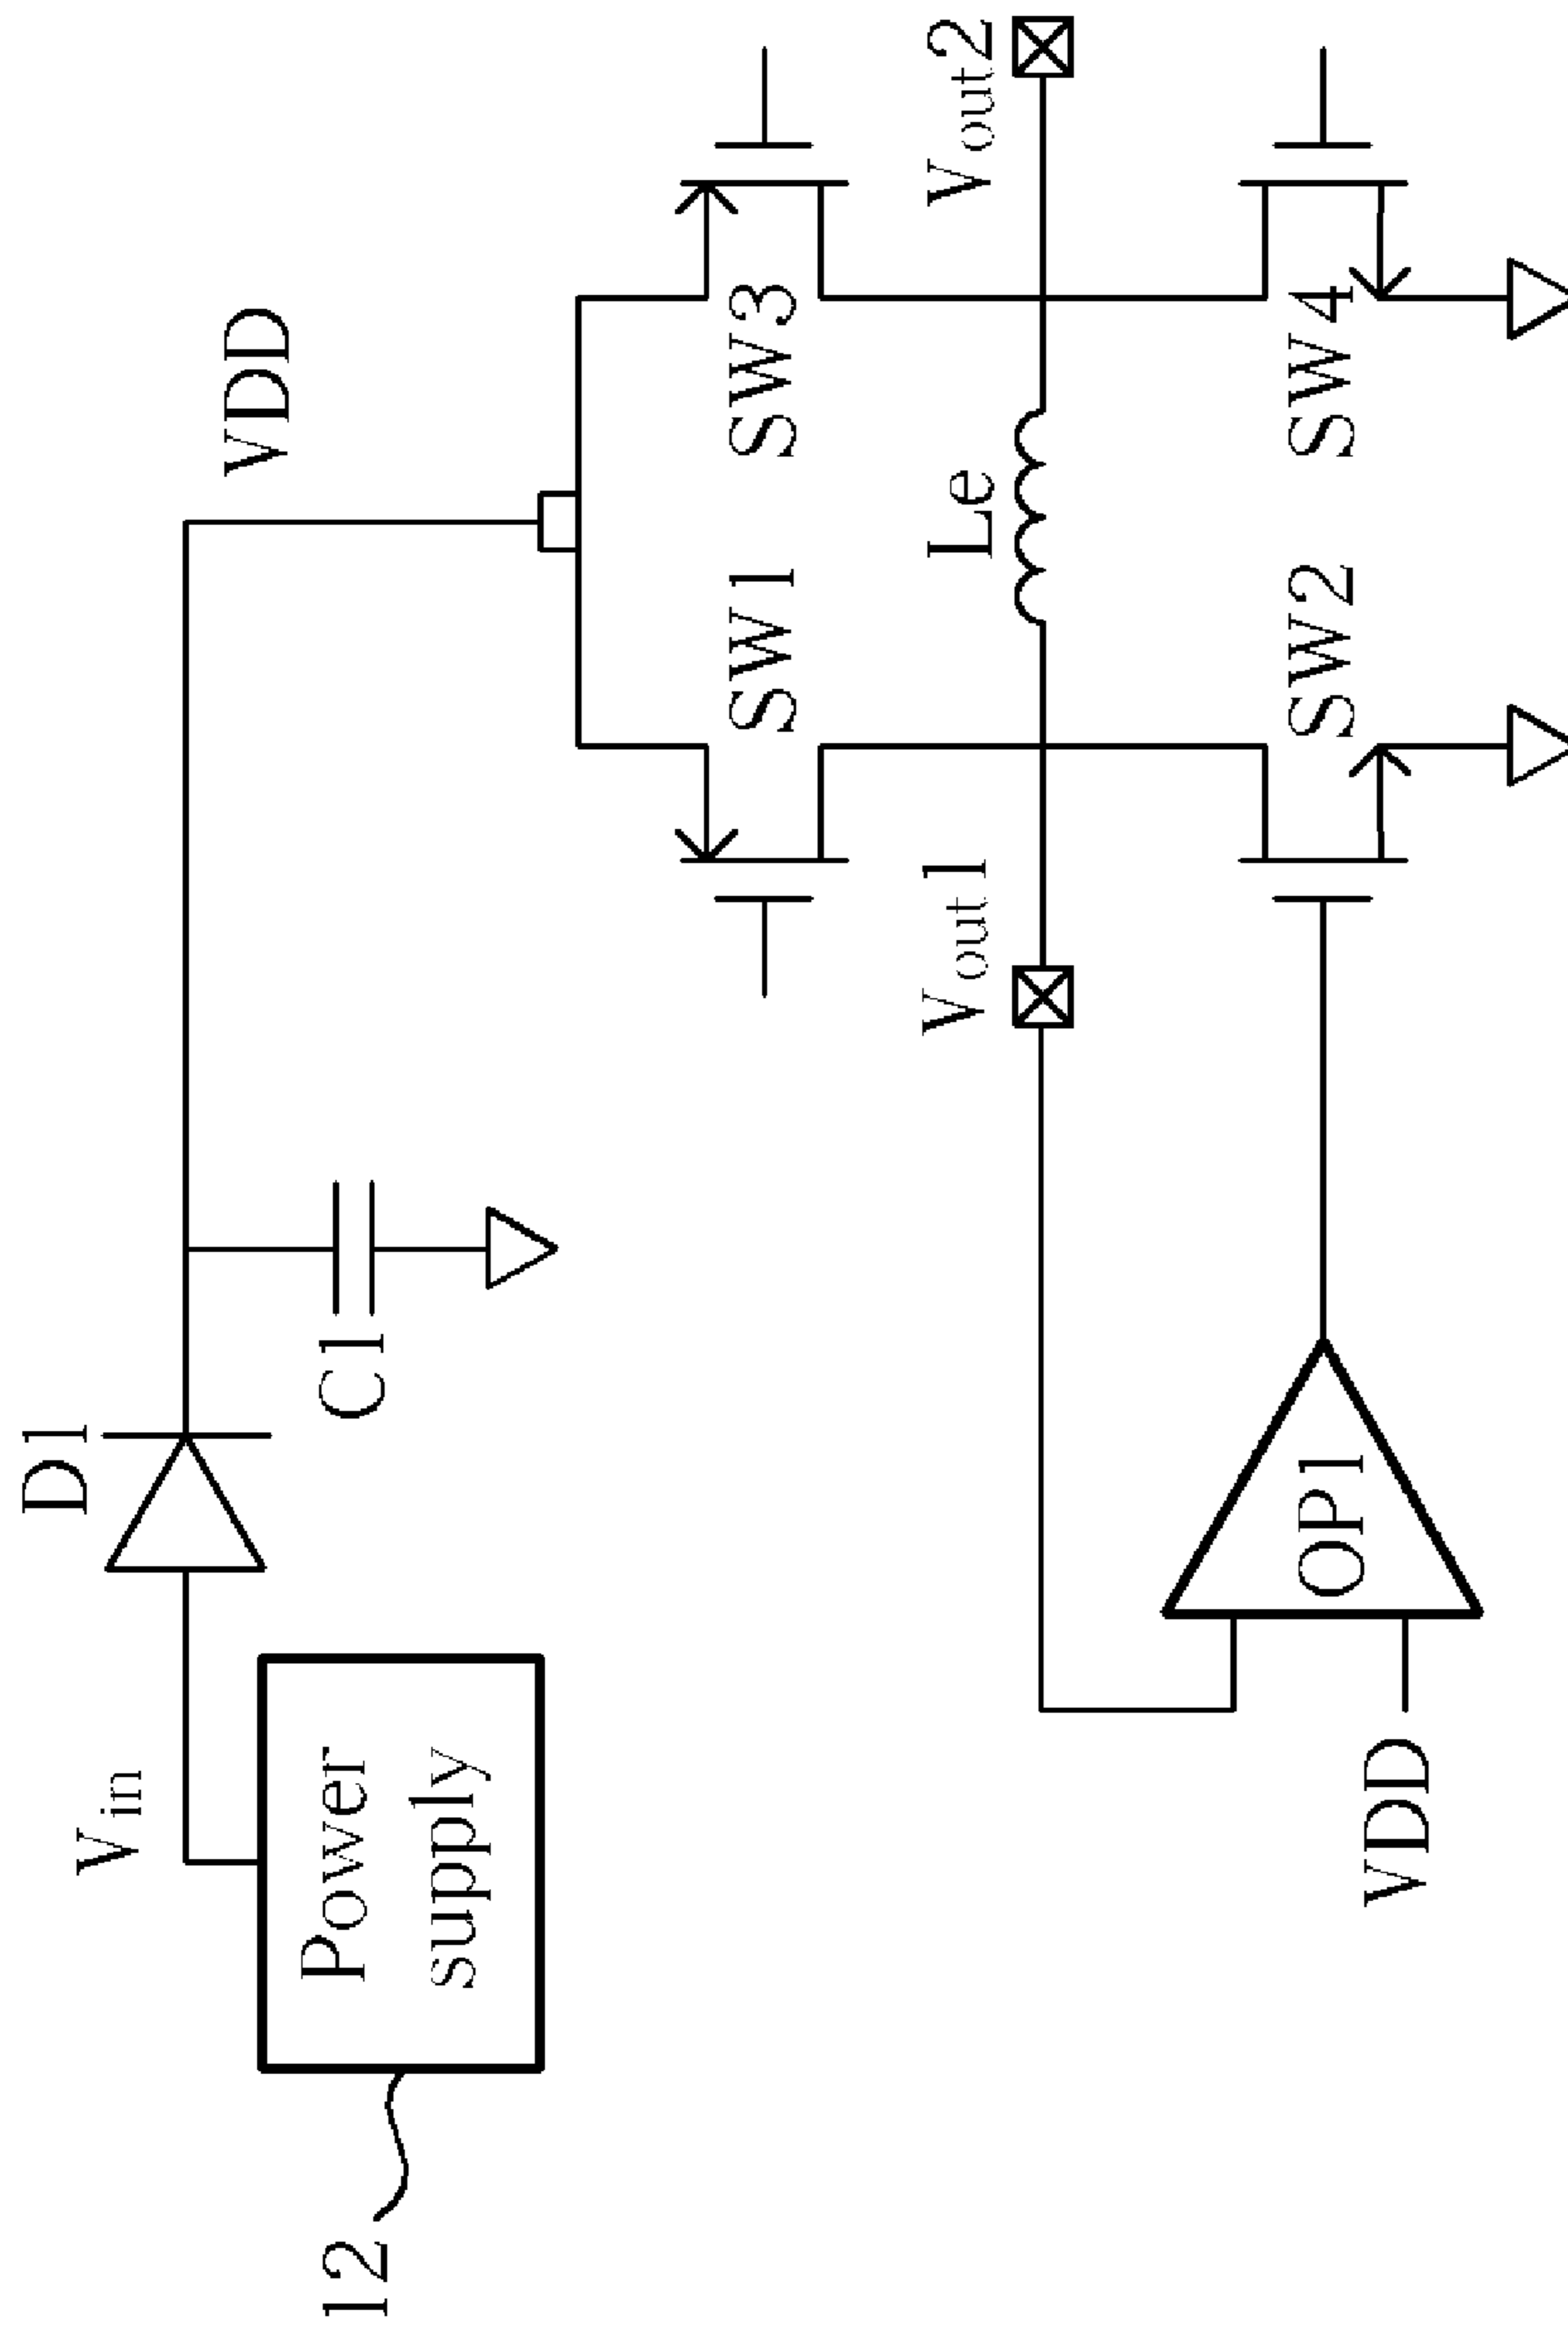 12
Power
supply
Vin
D1
C1
VDD
SW1
SW3
Vout1
Le
Vout2
SW2
SW4
OP1
VDD